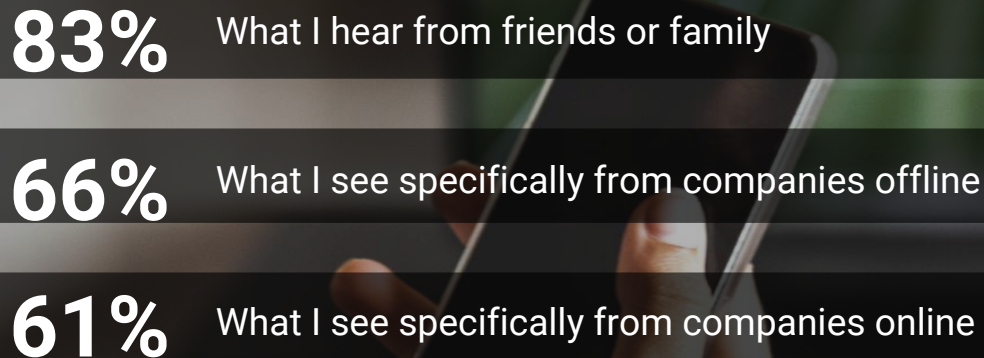 83% What I hear from friends or family
66% What I see specifically from companies offline
61% What I see specifically from companies online